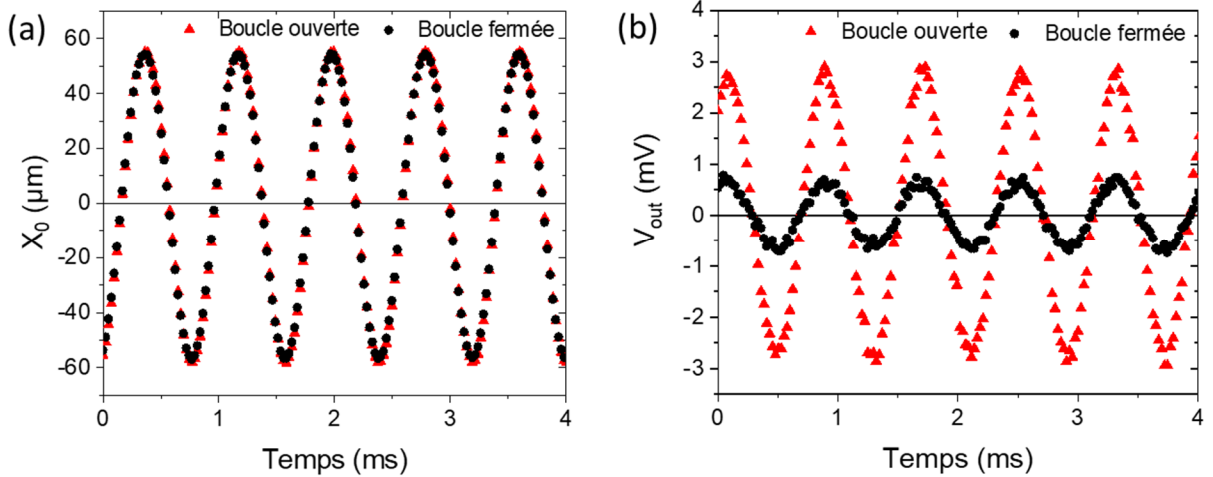 (a)
Boucle ouverte
Boucle fermée
60
40
20
0
-20
-40
-60
X0 (μm)
0
1
2
3
4
Temps (ms)
(b)
Boucle ouverte
Boucle fermée
4
3
2
1
0
-1
-2
-3
Vout (mV)
0
1
2
3
4
Temps (ms)